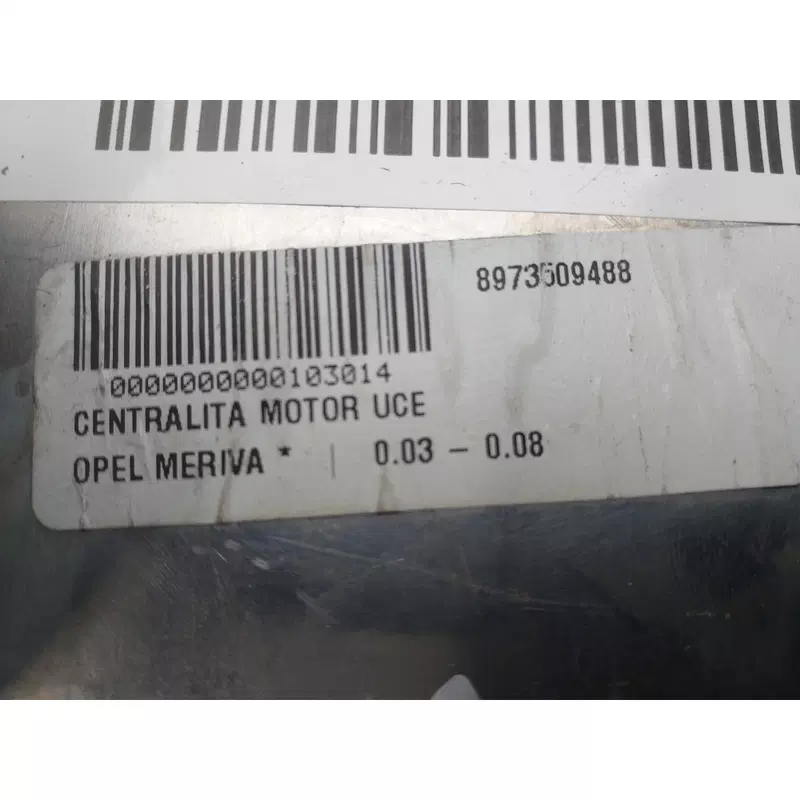 8973509488
0000000000103014
CENTRALITA MOTOR UCE
OPEL MERIVA * | 0.03 - 0.08